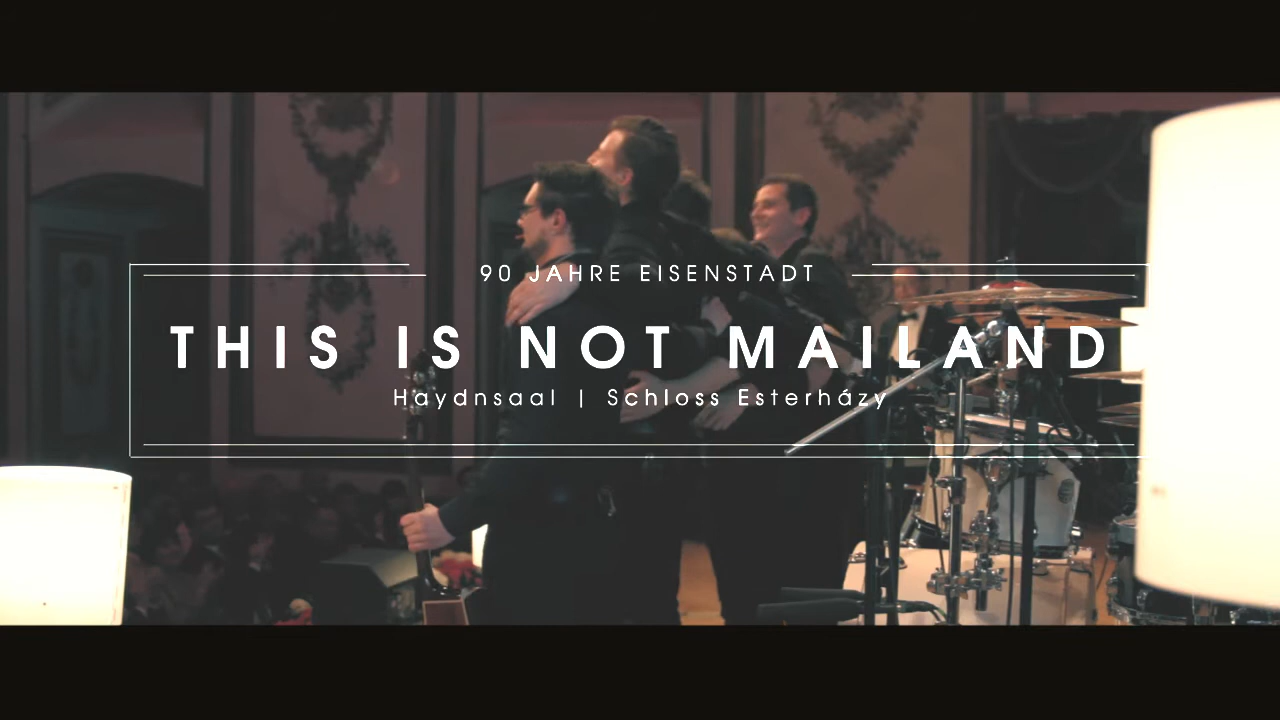 90 JAHRE EISENSTADT
THIS IS NOT MAILAND
Haydnsaal | Schloss Esterházy